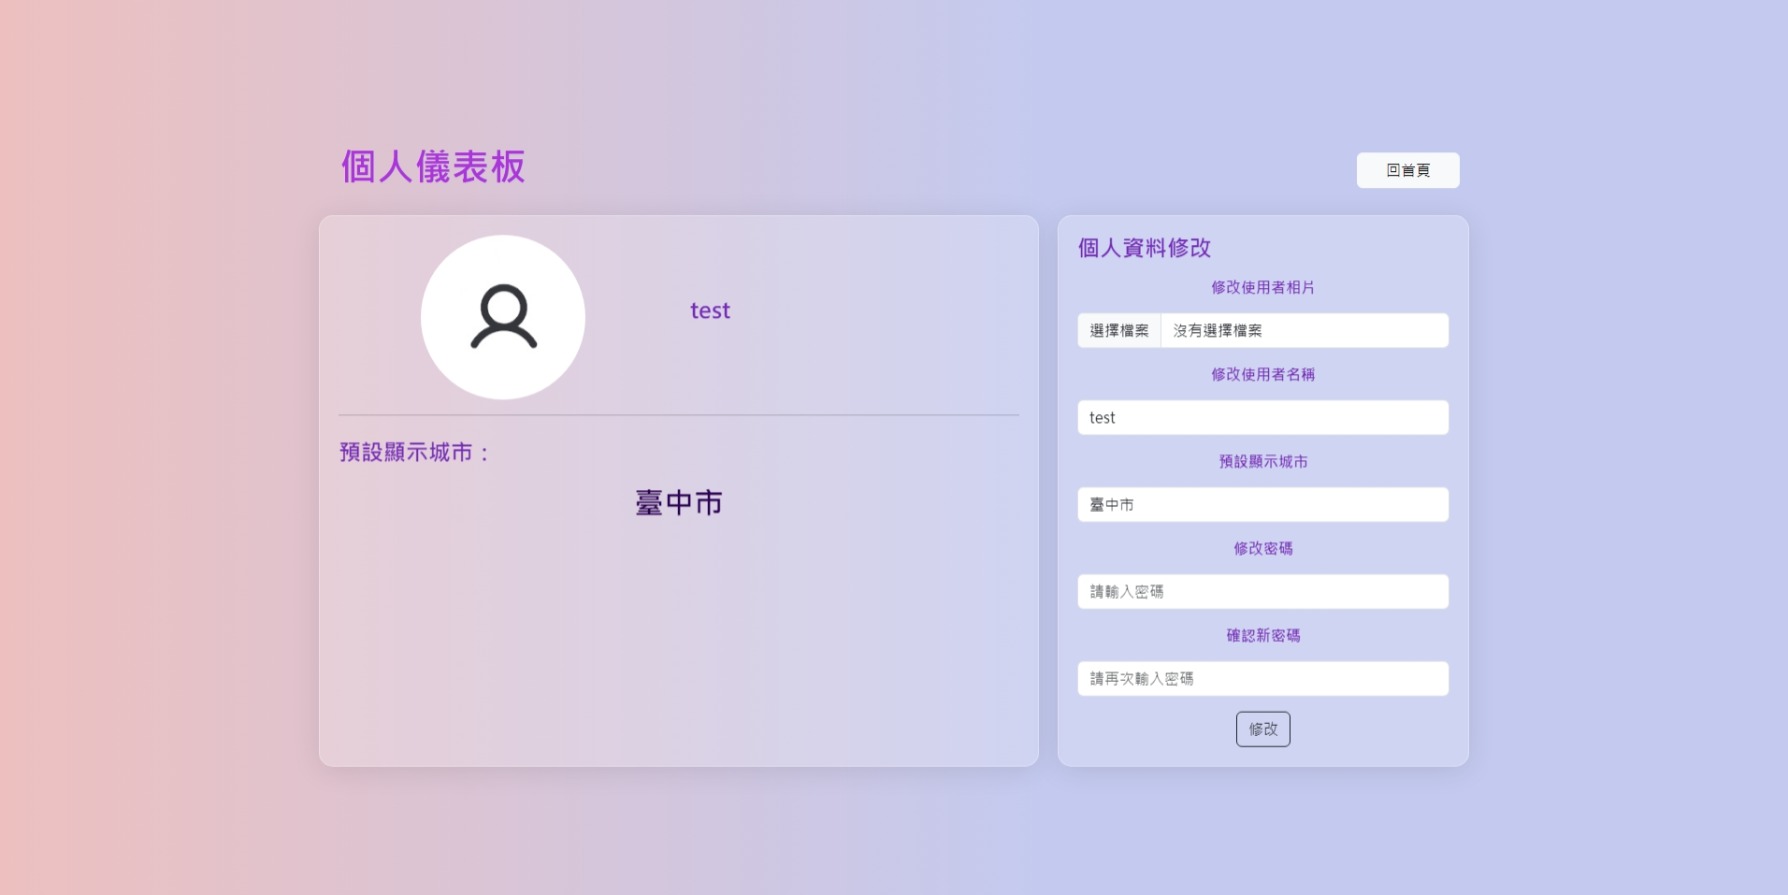 個人儀表板
回首頁
test
預設顯示城市：
臺中市
個人資料修改
修改使用者相片
選擇檔案 沒有選擇檔案
修改使用者名稱
test
預設顯示城市
臺中市
修改密碼
請輸入密碼
確認新密碼
請再次輸入密碼
修改